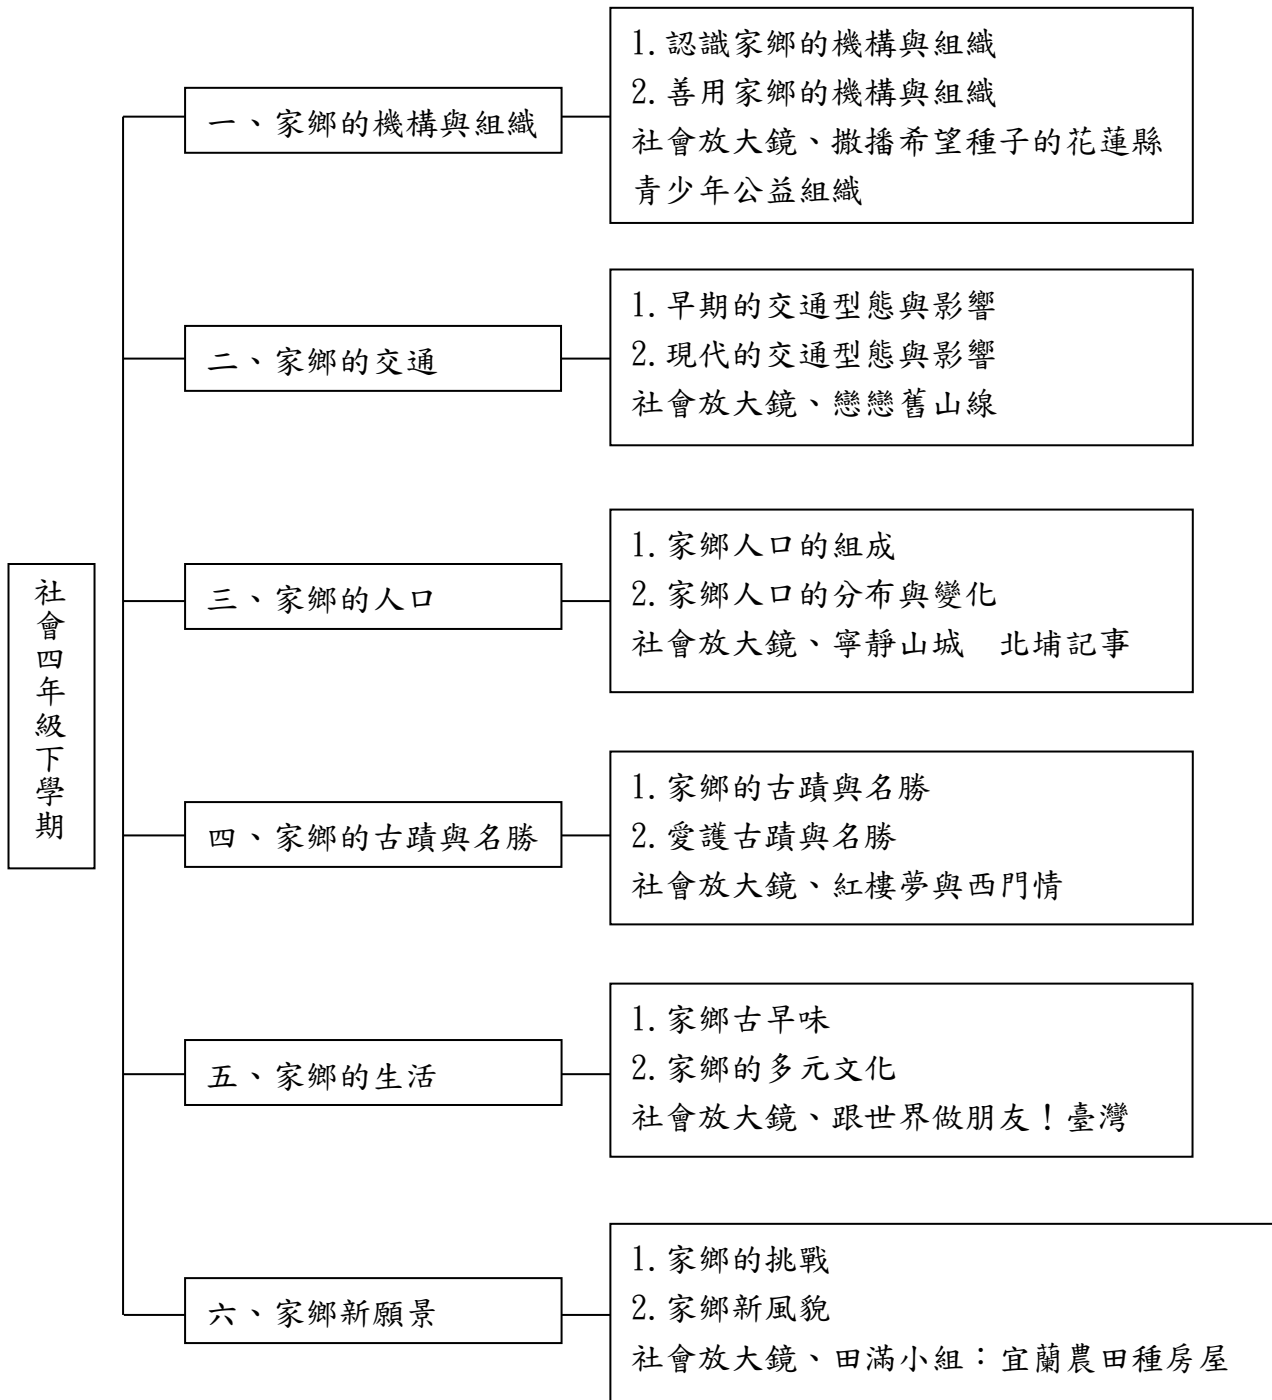 社會四年級下學期
一、家鄉的機構與組織
1.認識家鄉的機構與組織
2.善用家鄉的機構與組織
社會放大鏡、撒播希望種子的花蓮縣
青少年公益組織
二、家鄉的交通
1.早期的交通型態與影響
2.現代的交通型態與影響
社會放大鏡、戀戀舊山線
三、家鄉的人口
1.家鄉人口的組成
2.家鄉人口的分布與變化
社會放大鏡、寧靜山城　北埔記事
四、家鄉的古蹟與名勝
1.家鄉的古蹟與名勝
2.愛護古蹟與名勝
社會放大鏡、紅樓夢與西門情
五、家鄉的生活
1.家鄉古早味
2.家鄉的多元文化
社會放大鏡、跟世界做朋友！臺灣
六、家鄉新願景
1.家鄉的挑戰
2.家鄉新風貌
社會放大鏡、田滿小組：宜蘭農田種房屋